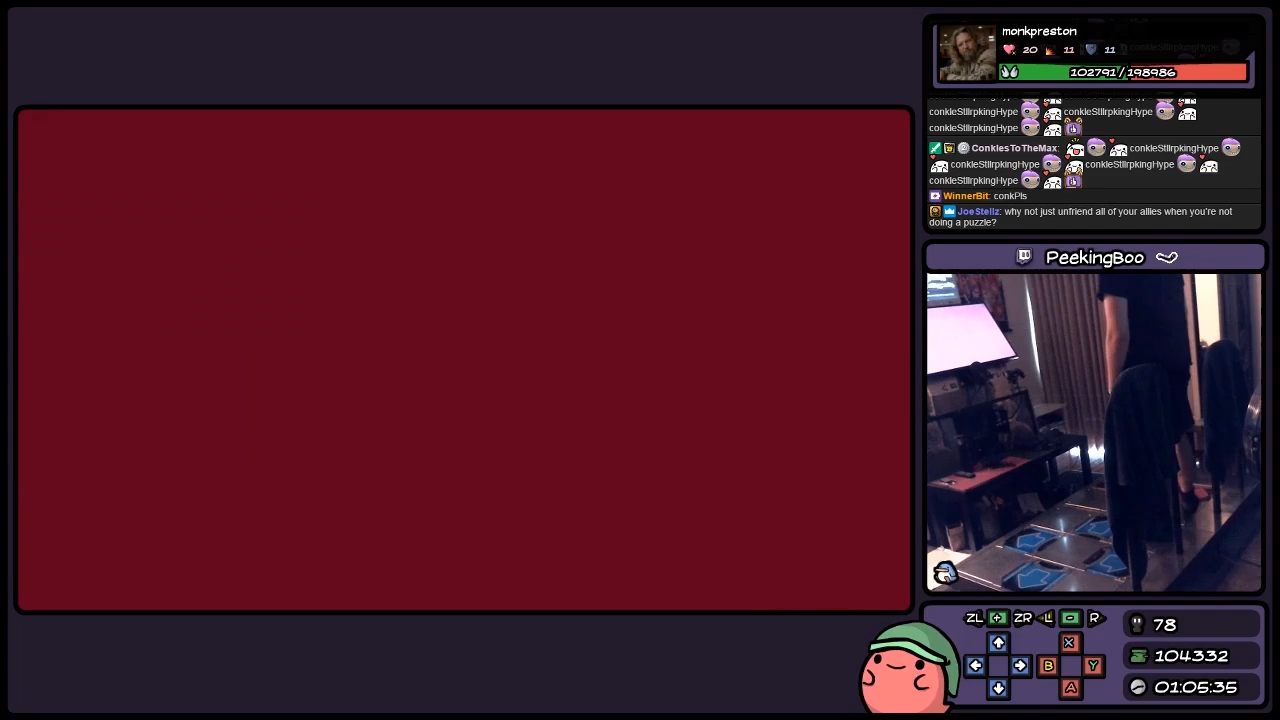 monkpreston
20 11 11
102791/198986
conkleStllrpkingHype conkleStllrpkingHype
conkleStllrpkingHype
ConklesToTheMax: conkleStllrpkingHype
conkleStllrpkingHype conkleStllrpkingHype
conkleStllrpkingHype
WinnerBit: conkPls
JoeStellz: why not just unfriend all of your allies when you're not
doing a puzzle?
PeekingBoo
ZL + ZR L - R
X
B Y
A
78
104332
01:05:35